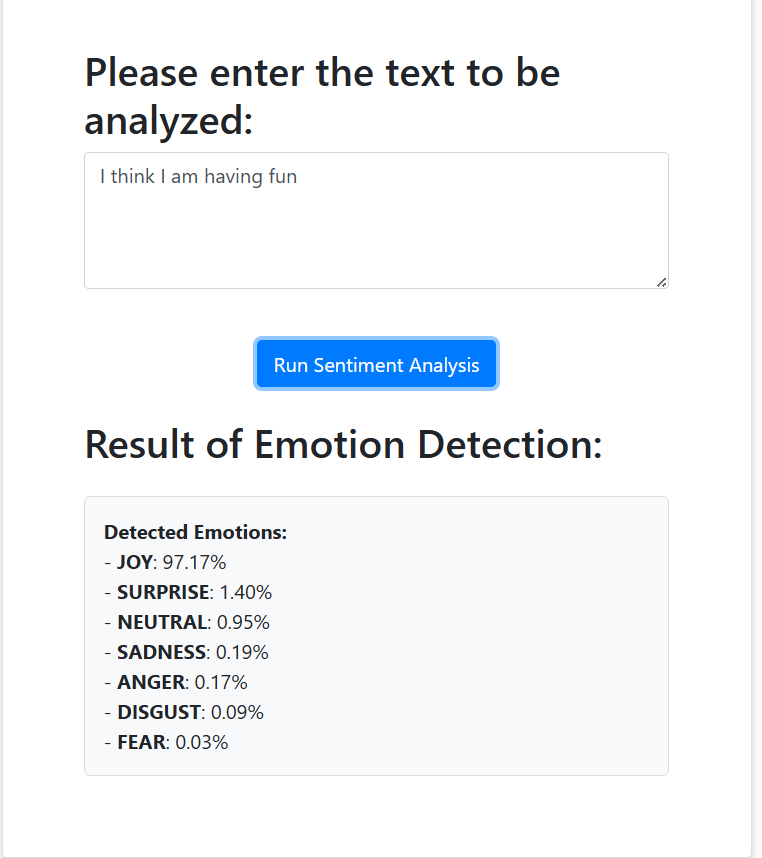 Please enter the text to be
analyzed:
I think I am having fun
Run Sentiment Analysis
Result of Emotion Detection:
Detected Emotions:
- JOY: 97.17%
- SURPRISE: 1.40%
- NEUTRAL: 0.95%
- SADNESS: 0.19%
- ANGER: 0.17%
- DISGUST: 0.09%
- FEAR: 0.03%